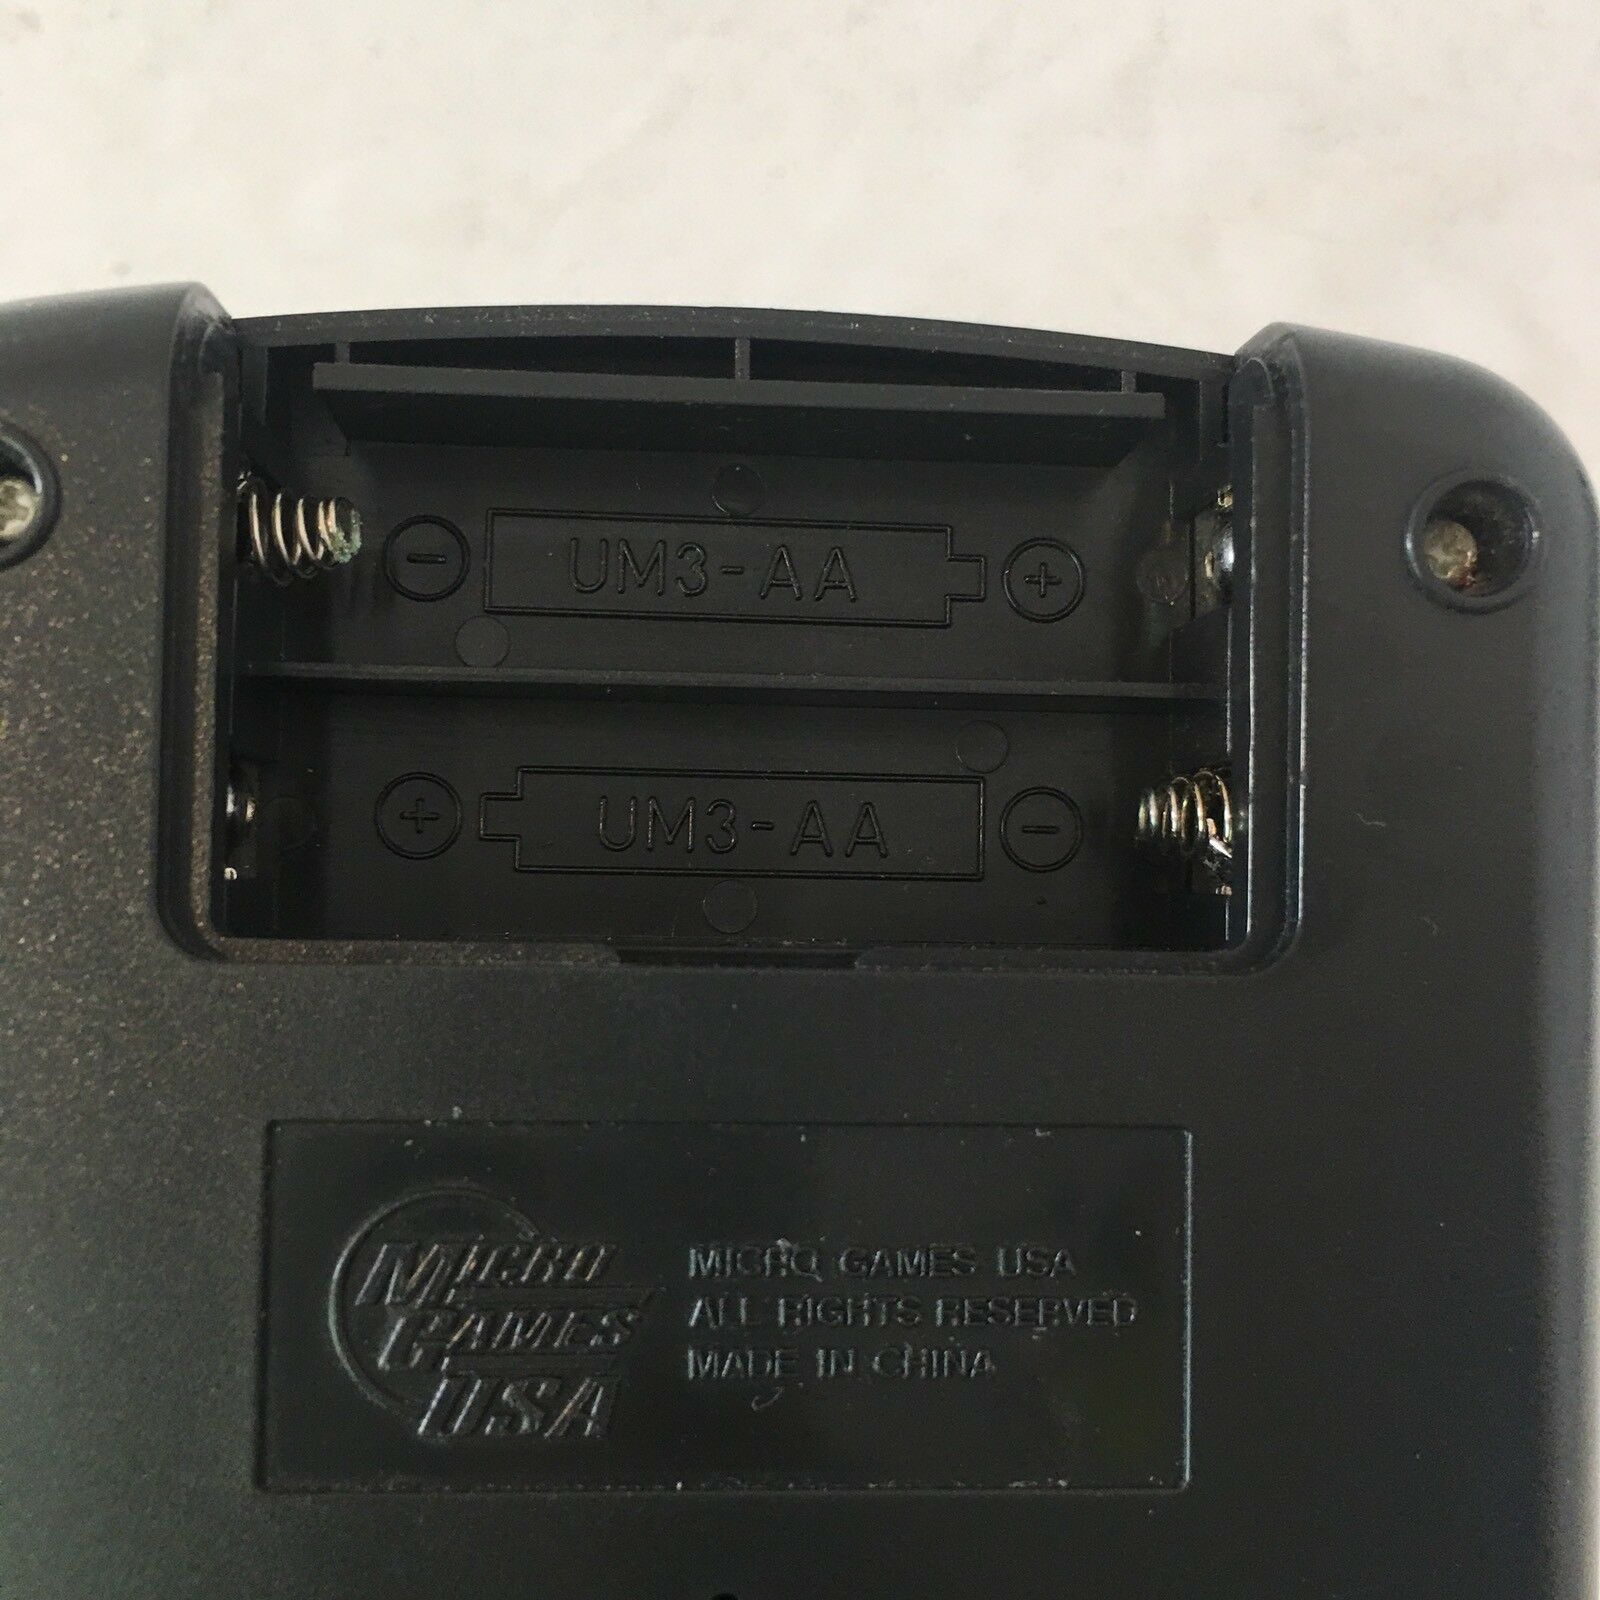 - UM3-AA +
+ UM3-AA -
MICRO
GAMES
USA
MICRO GAMES USA
ALL RIGHTS RESERVED
MADE IN CHINA